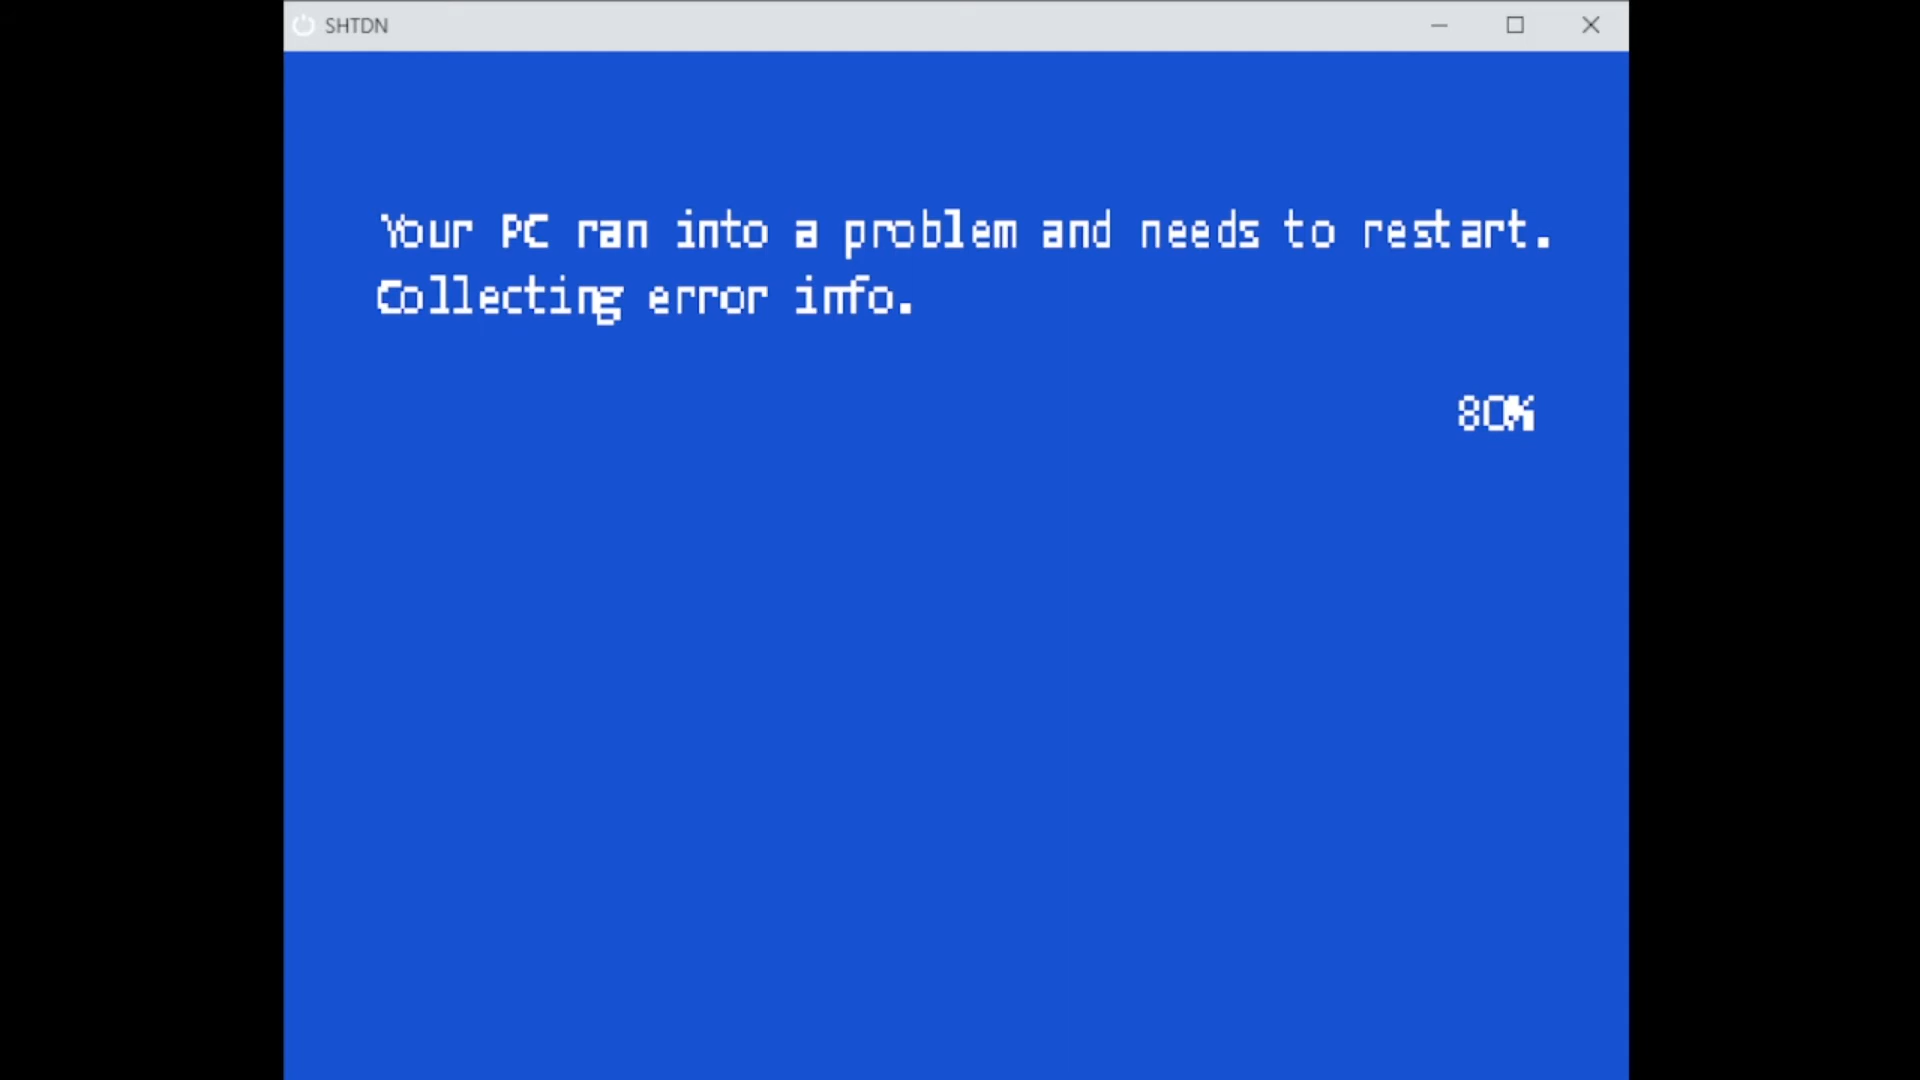 SHTDN
Your PC ran into a problem and needs to restart.
Collecting error info.
80%